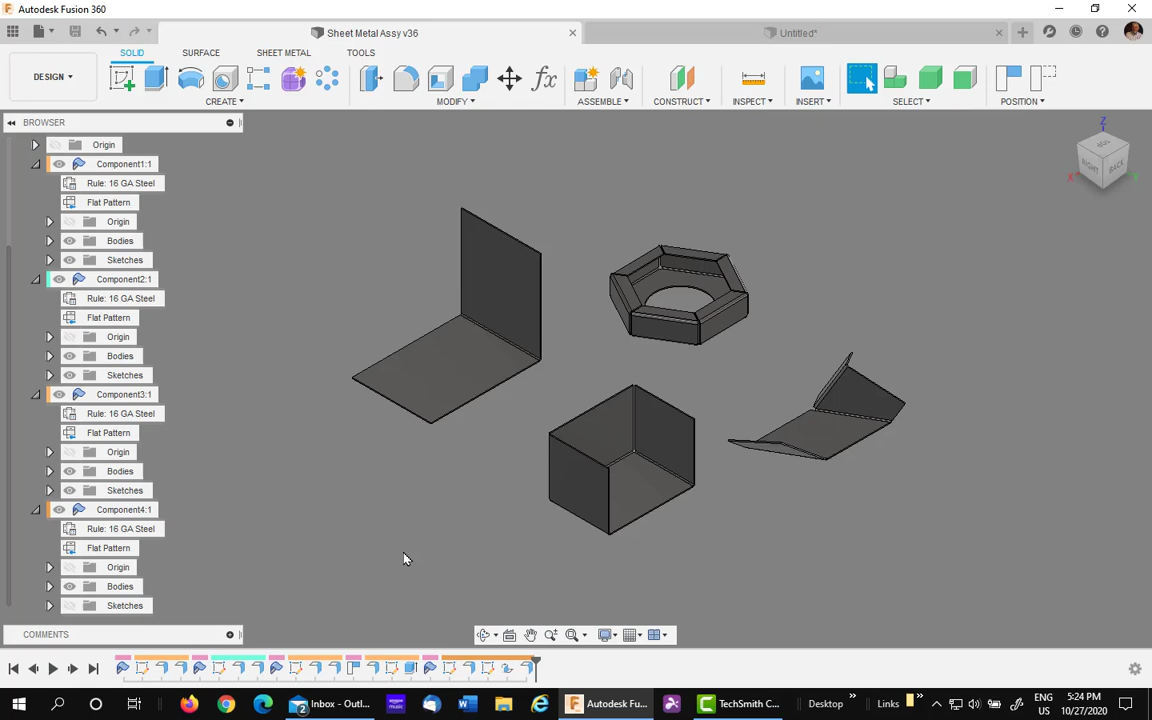 Autodesk Fusion 360
Sheet Metal Assy v36
Untitled*
SOLID SURFACE SHEET METAL TOOLS
DESIGN
CREATE MODIFY ASSEMBLE CONSTRUCT INSPECT INSERT SELECT POSITION
fx
BROWSER
Origin
Component1:1
Rule: 16 GA Steel
Flat Pattern
Origin
Bodies
Sketches
Component2:1
Rule: 16 GA Steel
Flat Pattern
Origin
Bodies
Sketches
Component3:1
Rule: 16 GA Steel
Flat Pattern
Origin
Bodies
Sketches
Component4:1
Rule: 16 GA Steel
Flat Pattern
Origin
Bodies
Sketches
Z
TOP
RIGHT BACK
X Y
COMMENTS
Inbox - Outl...
Autodesk Fu...
TechSmith C...
Desktop
Links
ENG
US
5:24 PM
10/27/2020